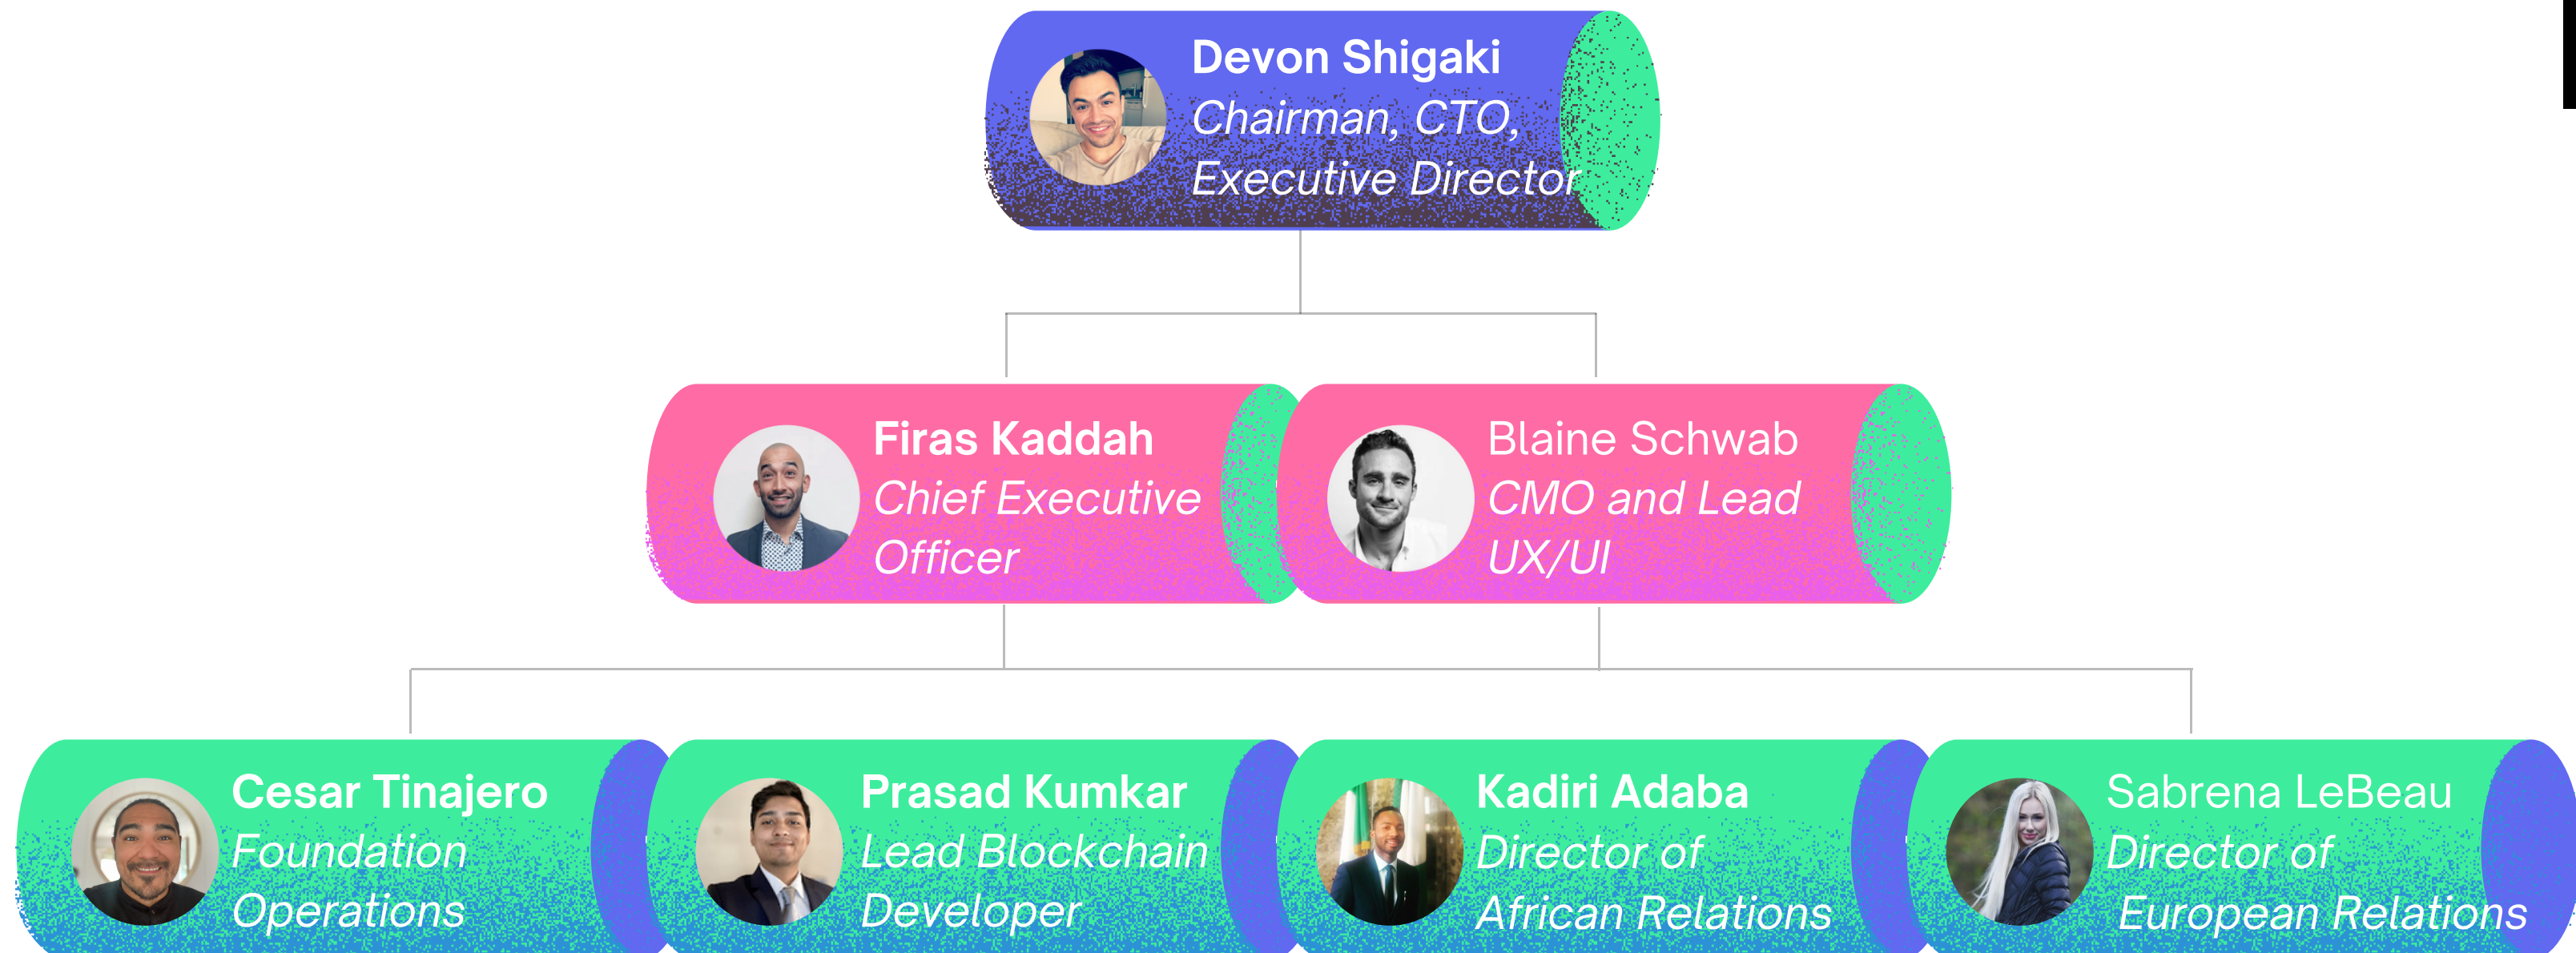 Devon Shigaki
Chairman, CTO,
Executive Director
Firas Kaddah
Chief Executive
Officer
Blaine Schwab
CMO and Lead
UX/UI
Cesar Tinajero
Foundation
Operations
Prasad Kumkar
Lead Blockchain
Developer
Kadiri Adaba
Director of
African Relations
Sabrena LeBeau
Director of
European Relations